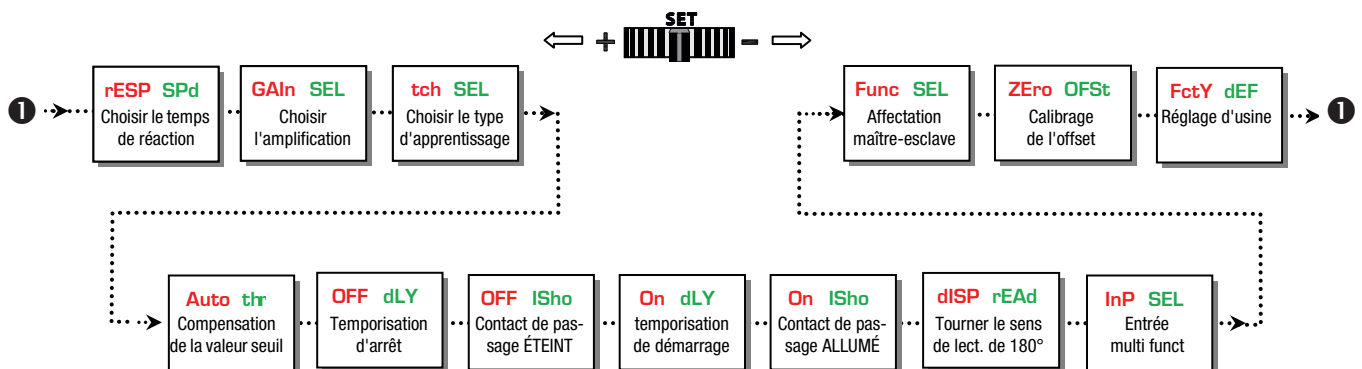 SET
+ -
❶
rESP SPd
Choisir le temps
de réaction
GAIn SEL
Choisir
l'amplification
tch SEL
Choisir le type
d'apprentissage
Func SEL
Affectation
maître-esclave
ZEro OFSt
Calibrage
de l'offset
FctY dEF
Réglage d'usine
❶
Auto thr
Compensation
de la valeur seuil
OFF dLY
Temporisation
d'arrêt
OFF ISho
Contact de pas-
sage ÉTEINT
On dLY
temporisation
de démarrage
On ISho
Contact de pas-
sage ALLUMÉ
dISP rEAd
Tourner le sens
de lect. de 180°
InP SEL
Entrée
multi funct